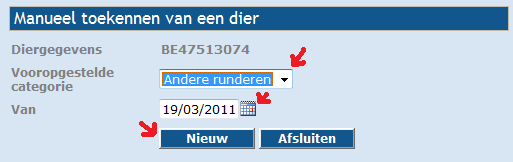 Manueel toekennen van een dier
Diergegevens BE47513074
Vooropgestelde categorie Andere runderen
Van 19/03/2011
Nieuw Afsluiten